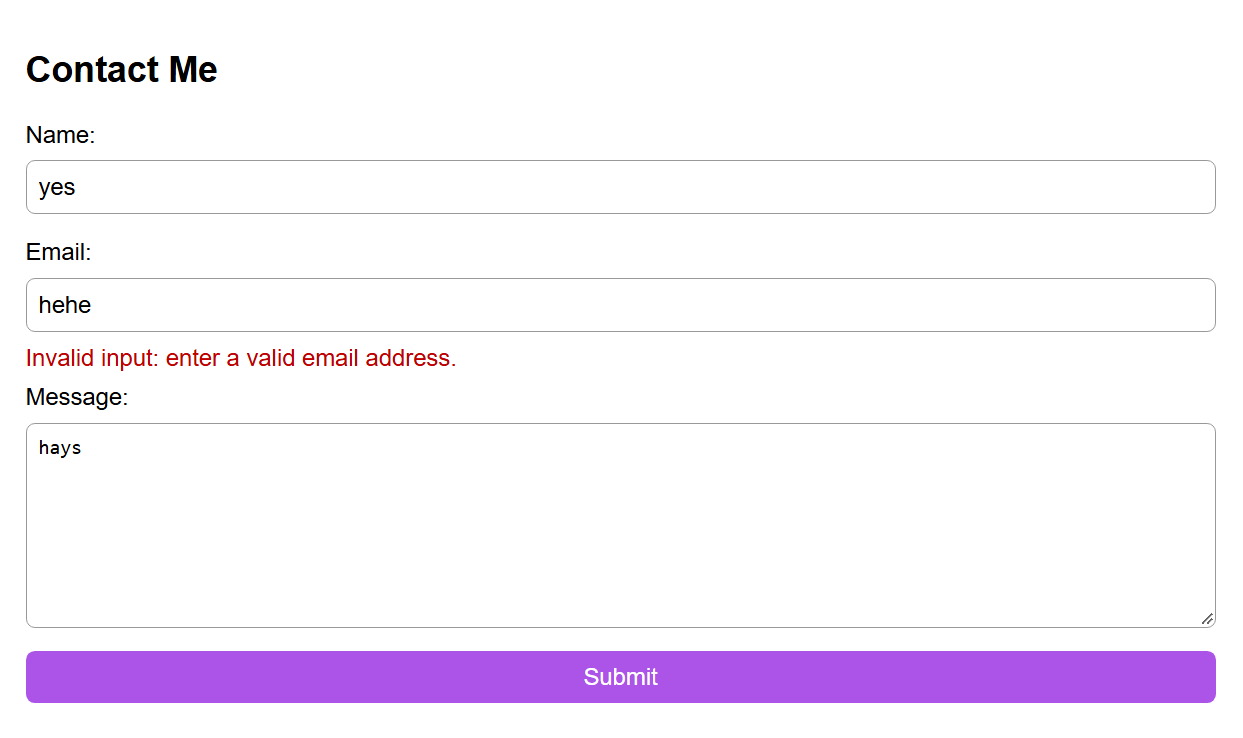 Contact Me
Name:
yes
Email:
hehe
Invalid input: enter a valid email address.
Message:
hays
Submit